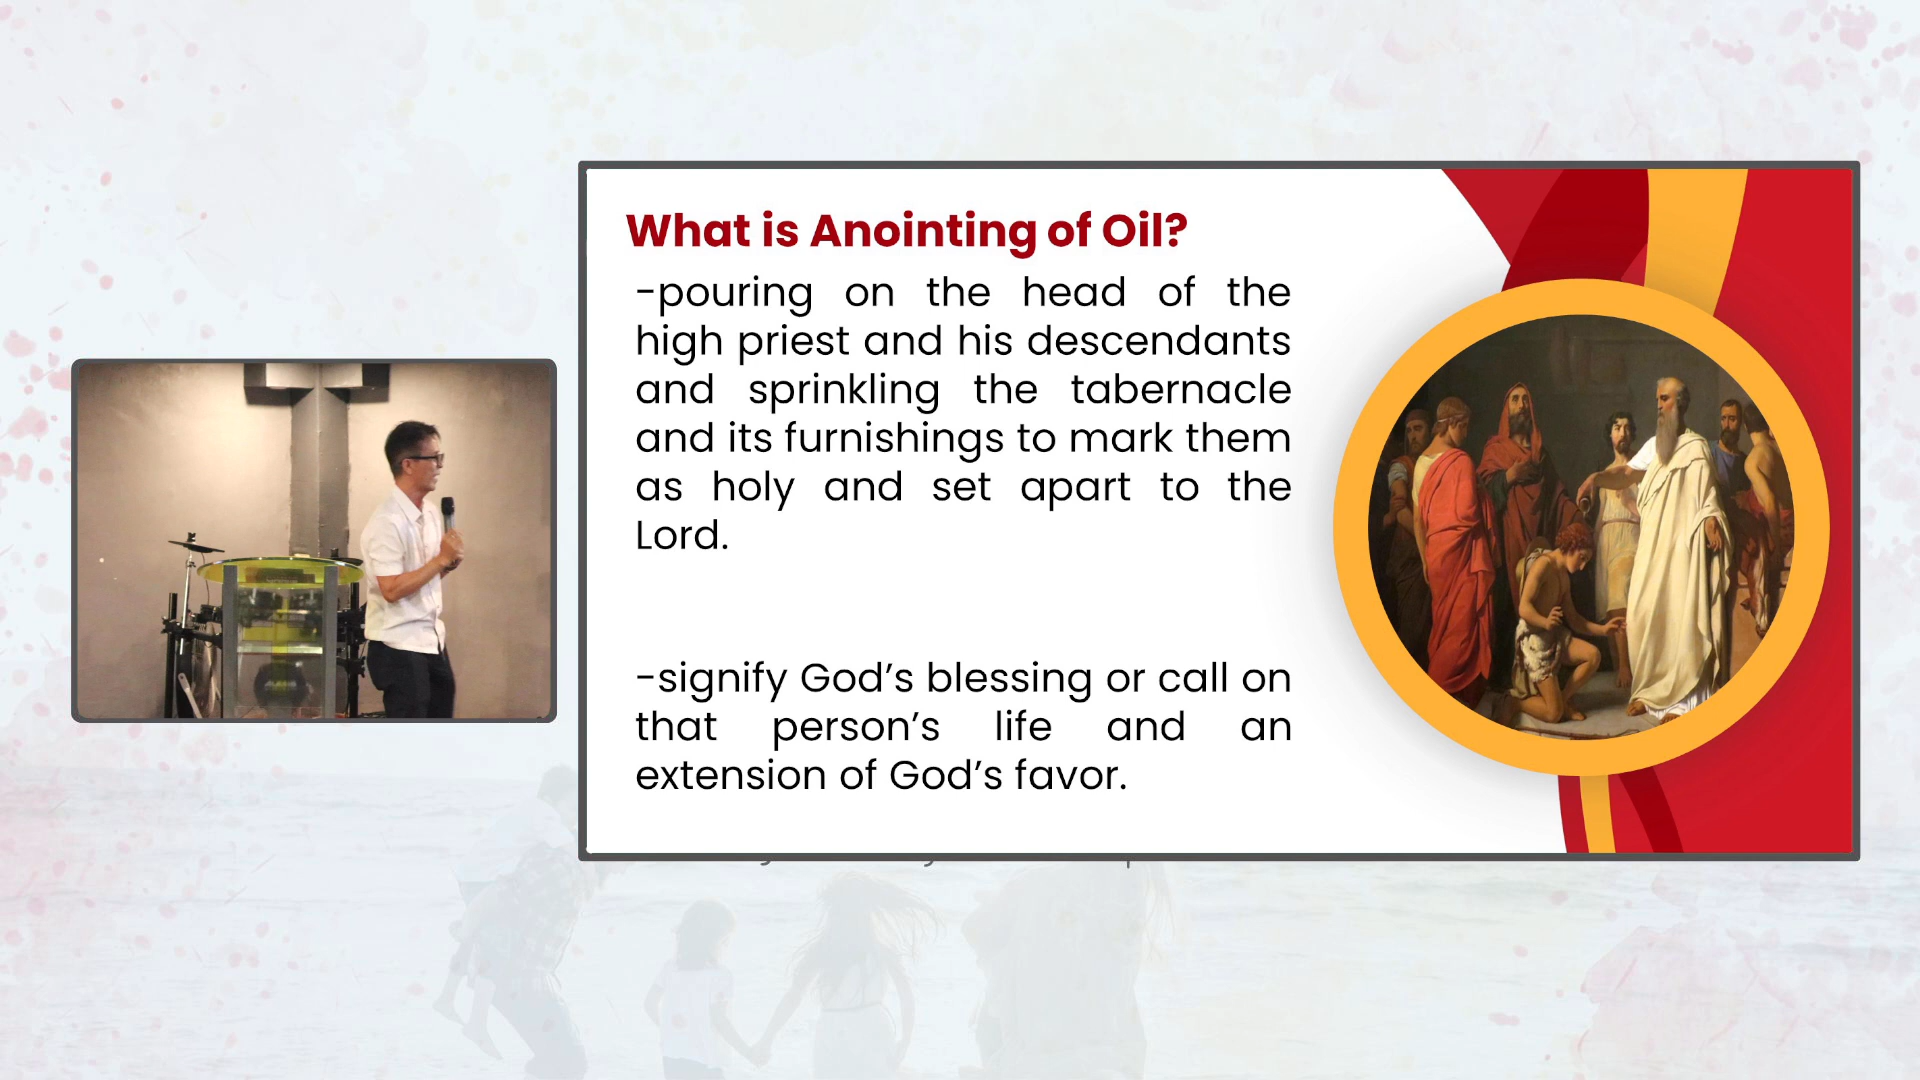 What is Anointing of Oil?
-pouring on the head of the
high priest and his descendants
and sprinkling the tabernacle
and its furnishings to mark them
as holy and set apart to the
Lord.
-signify God’s blessing or call on
that person’s life and an
extension of God’s favor.